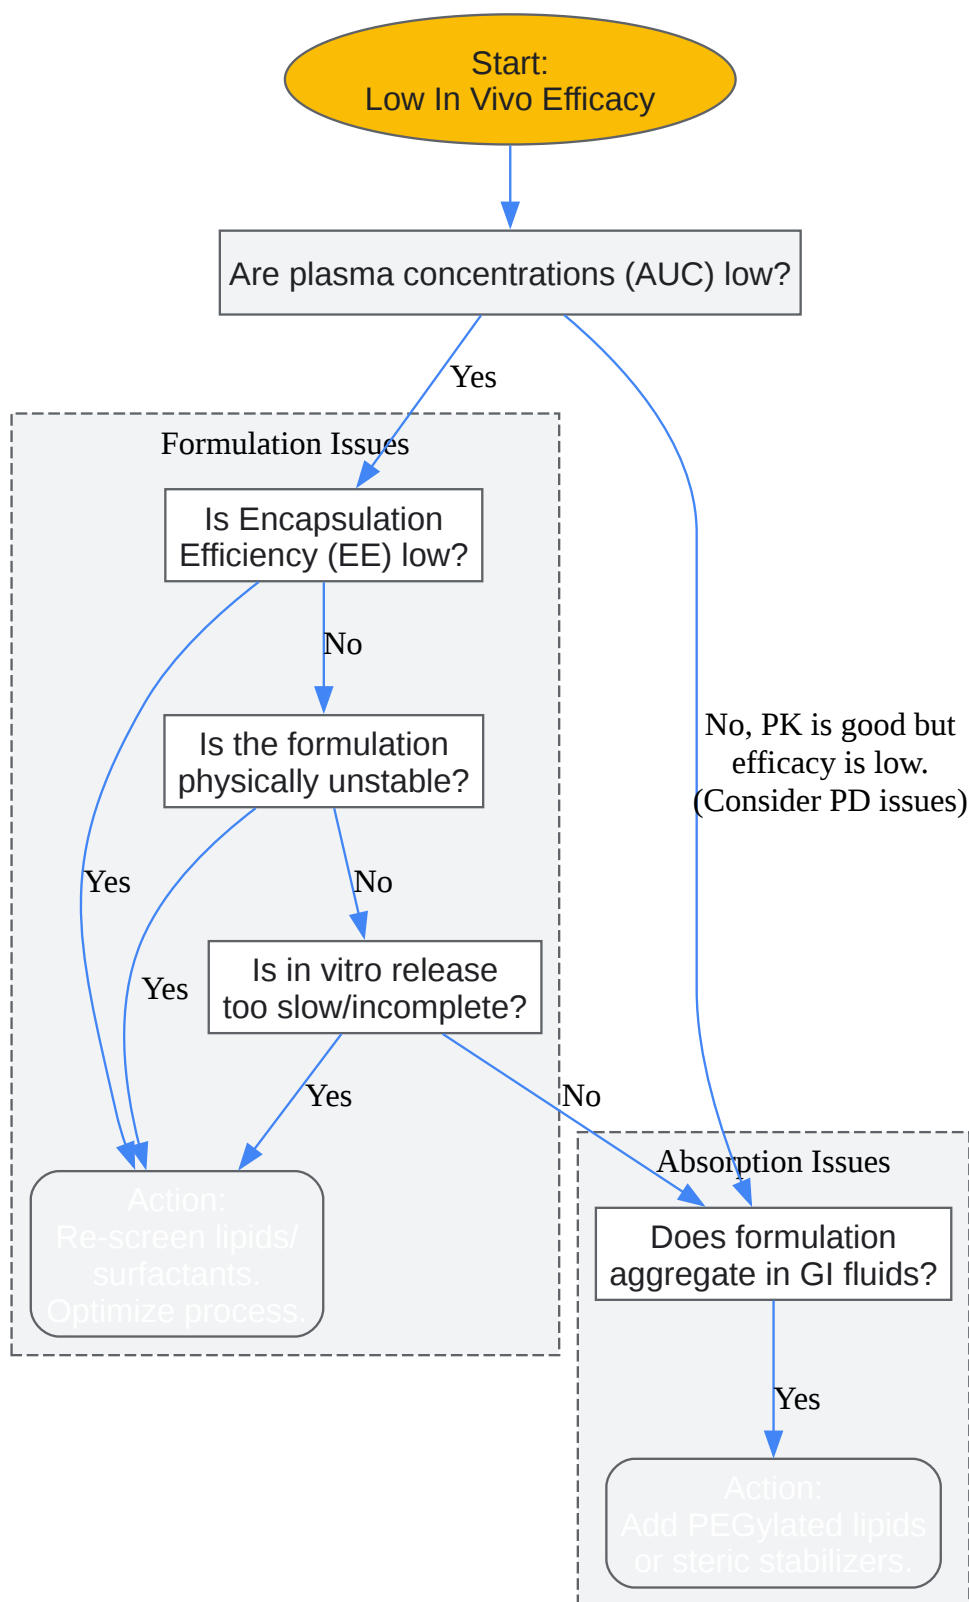 Start:
Low In Vivo Efficacy
Are plasma concentrations (AUC) low?
Yes
Formulation Issues
Is Encapsulation
Efficiency (EE) low?
No
Is the formulation
physically unstable?
No, PK is good but
efficacy is low.
(Consider PD issues)
Yes
No
Is in vitro release
too slow/incomplete?
Yes
Yes
No
Absorption Issues
Action:
Re-screen lipids/
surfactants.
Optimize process.
Does formulation
aggregate in GI fluids?
Yes
Action:
Add PEGylated lipids
or steric stabilizers.